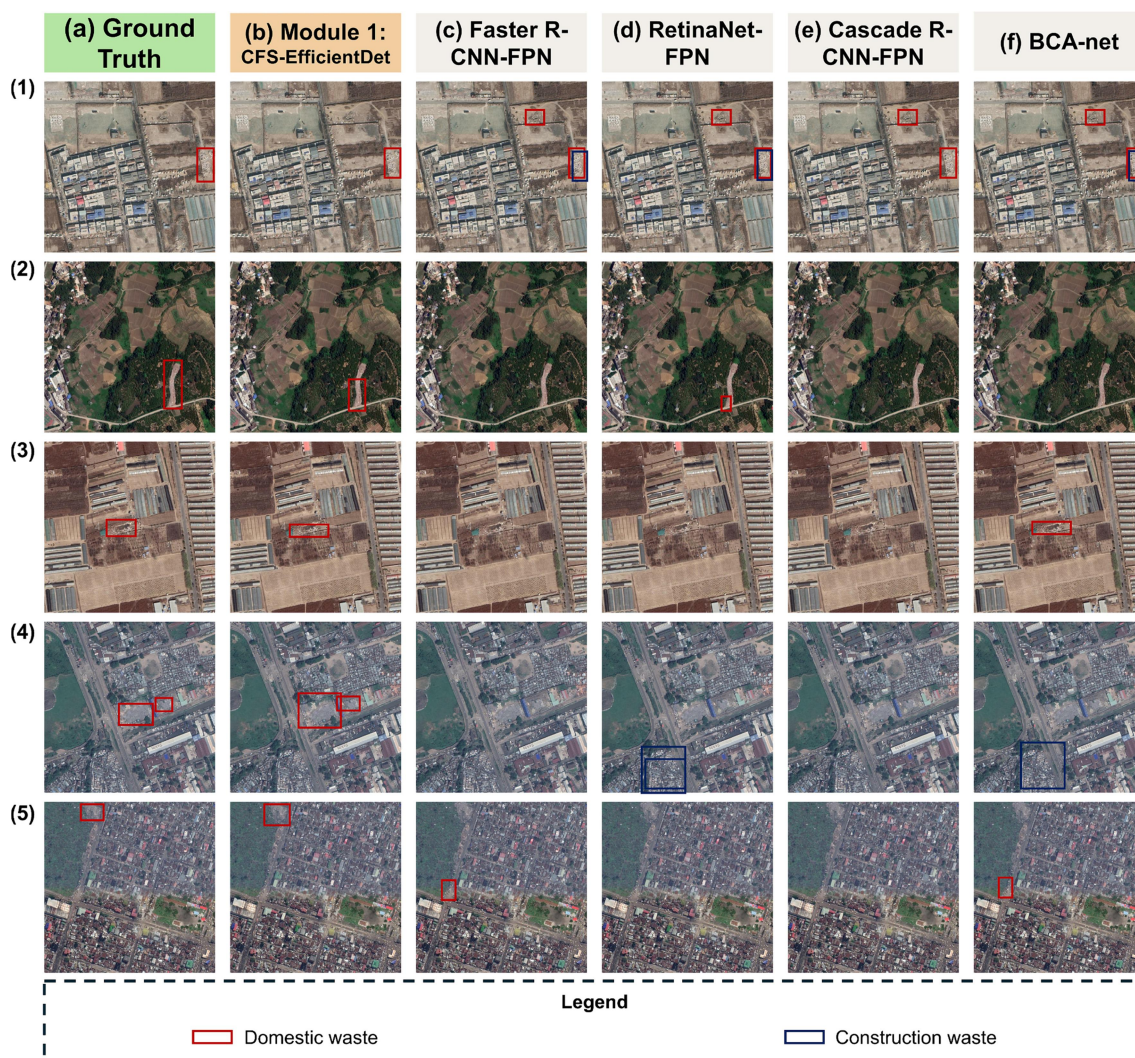 (a) Ground
Truth
(b) Module 1:
CFS-EfficientDet
(c) Faster R-
CNN-FPN
(d) RetinaNet-
FPN
(e) Cascade R-
CNN-FPN
(f) BCA-net
(1)
(2)
(3)
(4)
(5)
Legend
Domestic waste
Construction waste